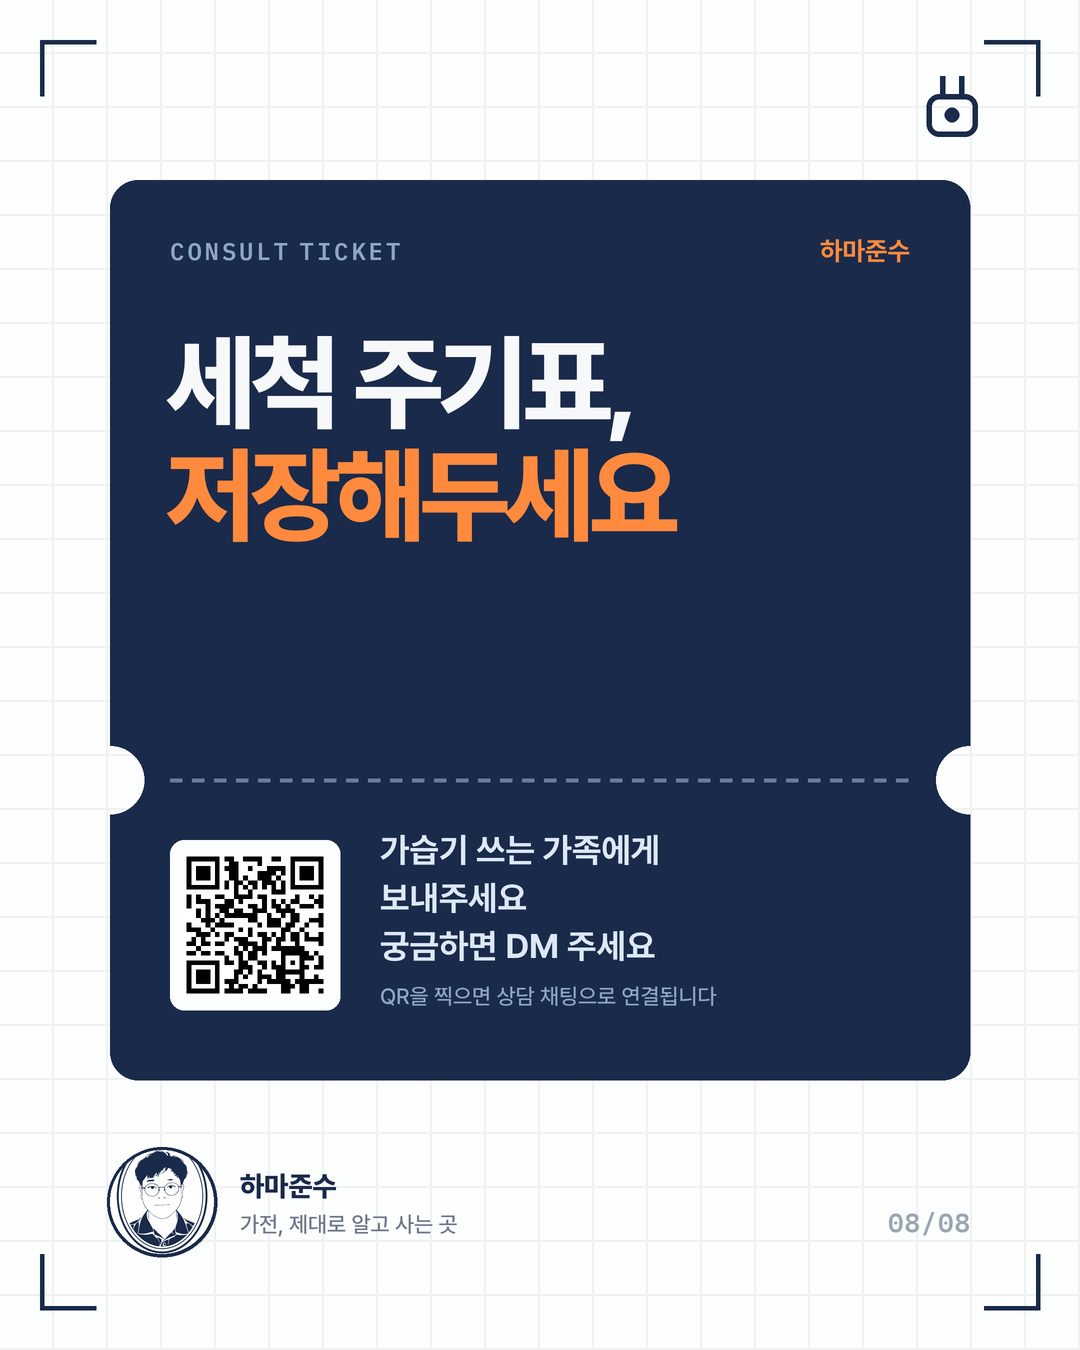 CONSULT TICKET
하마준수
세척 주기표,
저장해두세요
가습기 쓰는 가족에게
보내주세요
궁금하면 DM 주세요
QR을 찍으면 상담 채팅으로 연결됩니다
하마준수
가전, 제대로 알고 사는 곳
08/08